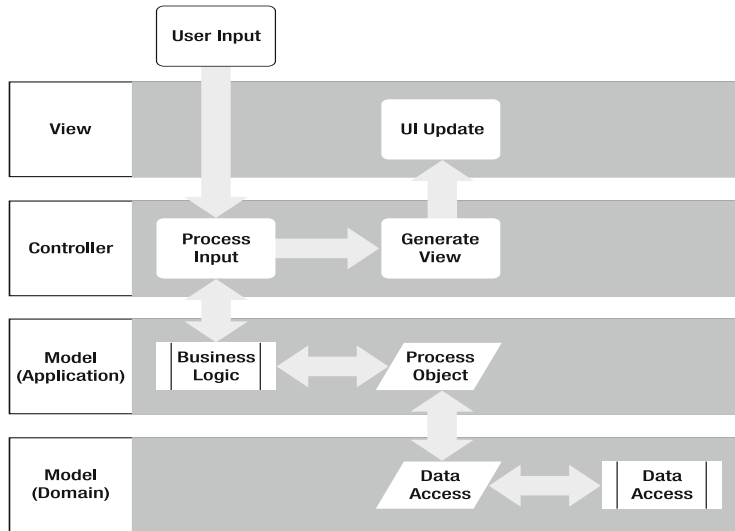 User Input
View
UI Update
Controller
Process
Input
Generate
View
Model
(Application)
Business
Logic
Process
Object
Model
(Domain)
Data
Access
Data
Access